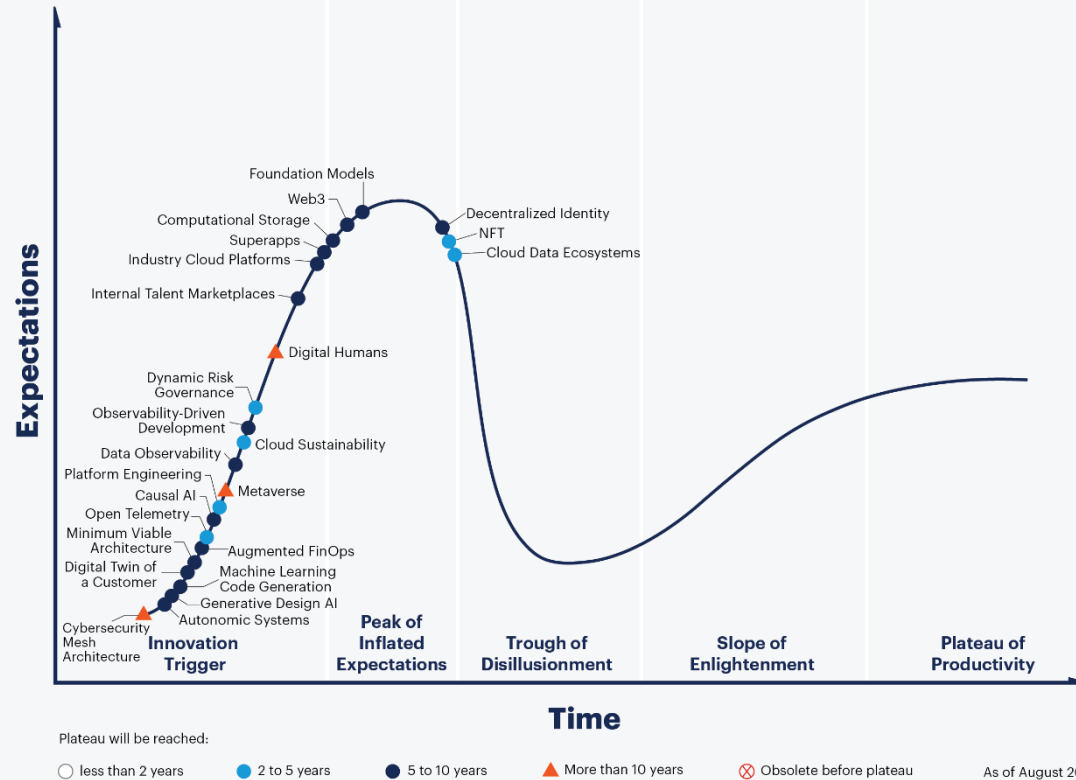 Expectations
Foundation Models
Web3
Computational Storage
Superapps
Industry Cloud Platforms
Internal Talent Marketplaces
Decentralized Identity
NFT
Cloud Data Ecosystems
Digital Humans
Dynamic Risk
Governance
Observability-Driven
Development
Cloud Sustainability
Data Observability
Platform Engineering
Metaverse
Causal AI
Open Telemetry
Minimum Viable
Architecture
Augmented FinOps
Digital Twin of
a Customer
Machine Learning
Code Generation
Generative Design AI
Autonomic Systems
Cybersecurity
Mesh
Architecture
Innovation
Trigger
Peak of
Inflated
Expectations
Trough of
Disillusionment
Slope of
Enlightenment
Plateau of
Productivity
Time
Plateau will be reached:
less than 2 years
2 to 5 years
5 to 10 years
More than 10 years
Obsolete before plateau
As of August